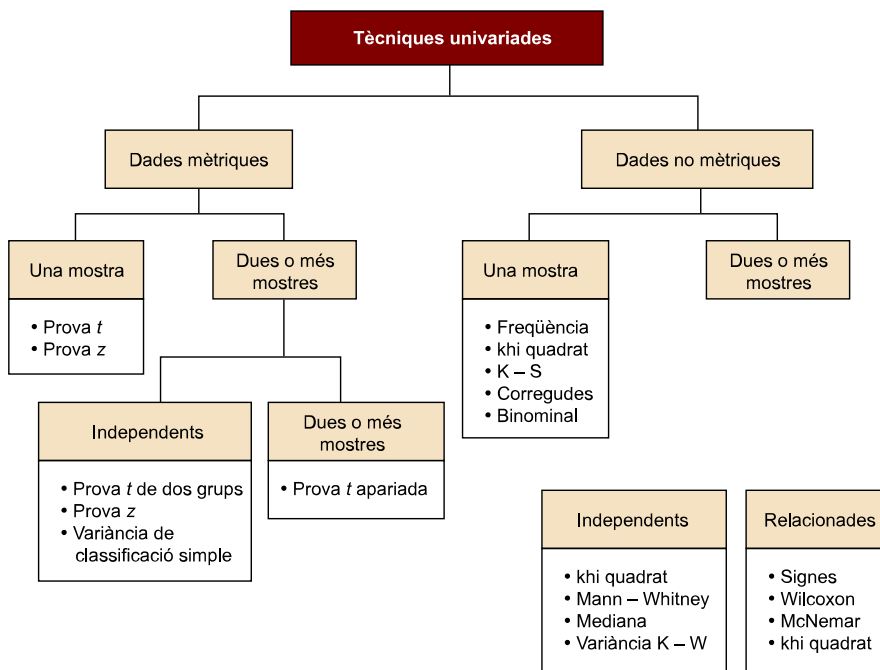 Tècniques univariades
Dades mètriques
Dades no mètriques
Una mostra
• Prova t
• Prova z
Dues o més
mostres
Independents
• Prova t de dos grups
• Prova z
• Variància de
classificació simple
Dues o més
mostres
• Prova t apariada
Una mostra
• Freqüència
• khi quadrat
• K – S
• Corregudes
• Binominal
Dues o més
mostres
Independents
• khi quadrat
• Mann – Whitney
• Mediana
• Variància K – W
Relacionades
• Signes
• Wilcoxon
• McNemar
• khi quadrat